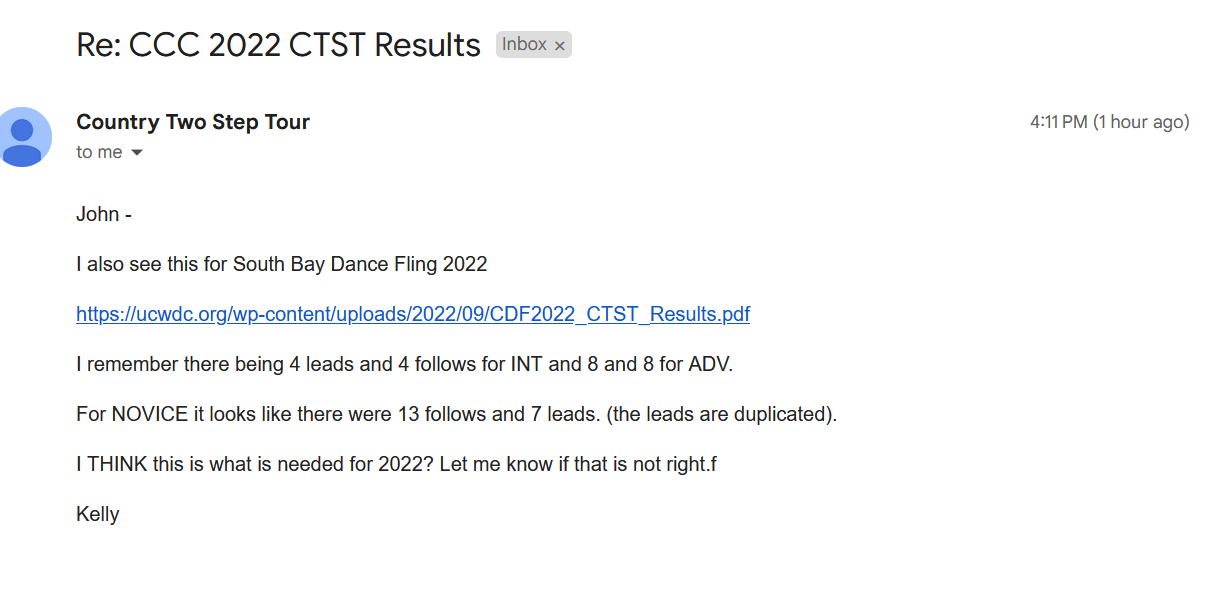 Re: CCC 2022 CTST Results Inbox ×
Country Two Step Tour 4:11 PM (1 hour ago)
to me
John -
I also see this for South Bay Dance Fling 2022
https://ucwdc.org/wp-content/uploads/2022/09/CDF2022_CTST_Results.pdf
I remember there being 4 leads and 4 follows for INT and 8 and 8 for ADV.
For NOVICE it looks like there were 13 follows and 7 leads. (the leads are duplicated).
I THINK this is what is needed for 2022? Let me know if that is not right.f
Kelly